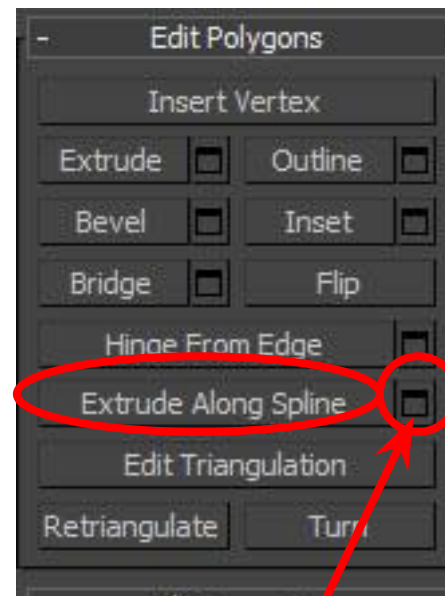 - Edit Polygons
Insert Vertex
Extrude Outline
Bevel Inset
Bridge Flip
Hinge From Edge
Extrude Along Spline
Edit Triangulation
Retriangulate Turn